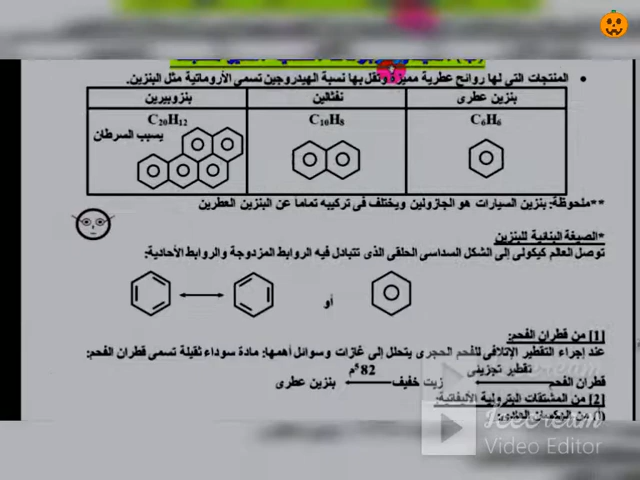 • المنتجات التى لها روائح عطرية مميزة وتقل بها نسبة الهيدروجين تسمى الأروماتية مثل البنزين.
بنزين عطرى نفثالين بنزوبيرين
C₆H₆ C₁₀H₈ C₂₀H₁₂
يسبب السرطان
**ملحوظة: بنزين السيارات هو الجازولين ويختلف فى تركيبه تماما عن البنزين العطرين
*الصيغة البنائية للبنزين
توصل العالم كيكولى إلى الشكل السداسى الحلقى الذى تتبادل فيه الروابط المزدوجة والروابط الأحادية:
أو
[1] من قطران الفحم:
عند إجراء التقطير الإتلافى للفحم الحجرى يتحلل إلى غازات وسوائل أهمها: مادة سوداء ثقيلة تسمى قطران الفحم:
تقطير تجزيئى 82°م
قطران الفحم زيت خفيف بنزين عطرى
[2] من المشتقات البترولية الأليفاتية:
Icecream
Video Editor